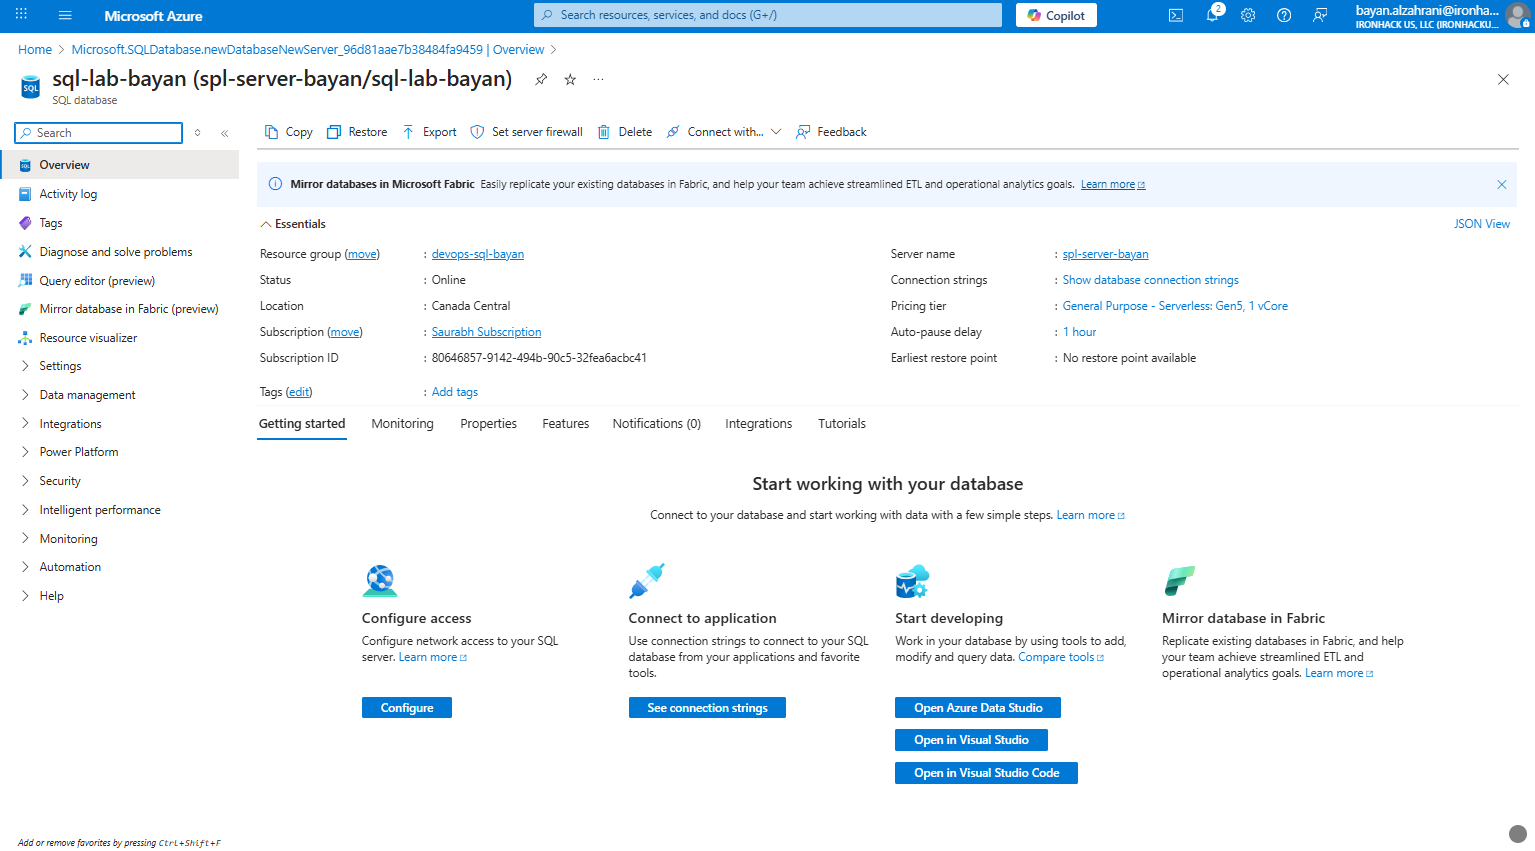 Microsoft Azure
Search resources, services, and docs (G+/)
Copilot
2
bayan.alzahrani@ironha...
IRONHACK US, LLC (IRONHACKU...
Home > Microsoft.SQLDatabase.newDatabaseNewServer_96d81aae7b38484fa9459 | Overview >
SQL
sql-lab-bayan (spl-server-bayan/sql-lab-bayan)
SQL database
Search
Overview
Activity log
Tags
Diagnose and solve problems
Query editor (preview)
Mirror database in Fabric (preview)
Resource visualizer
Settings
Data management
Integrations
Power Platform
Security
Intelligent performance
Monitoring
Automation
Help
Add or remove favorites by pressing Ctrl+Shift+F
Copy Restore Export Set server firewall Delete Connect with... Feedback
Mirror databases in Microsoft Fabric Easily replicate your existing databases in Fabric, and help your team achieve streamlined ETL and operational analytics goals. Learn more
Essentials
JSON View
Resource group (move) : devops-sql-bayan
Status : Online
Location : Canada Central
Subscription (move) : Saurabh Subscription
Subscription ID : 80646857-9142-494b-90c5-32fea6acbc41
Server name : spl-server-bayan
Connection strings : Show database connection strings
Pricing tier : General Purpose - Serverless: Gen5, 1 vCore
Auto-pause delay : 1 hour
Earliest restore point : No restore point available
Tags (edit) : Add tags
Getting started Monitoring Properties Features Notifications (0) Integrations Tutorials
Start working with your database
Connect to your database and start working with data with a few simple steps. Learn more
Configure access
Configure network access to your SQL
server. Learn more
Configure
Connect to application
Use connection strings to connect to your SQL
database from your applications and favorite
tools.
See connection strings
Start developing
Work in your database by using tools to add,
modify and query data. Compare tools
Open Azure Data Studio
Open in Visual Studio
Open in Visual Studio Code
Mirror database in Fabric
Replicate existing databases in Fabric, and help
your team achieve streamlined ETL and
operational analytics goals. Learn more